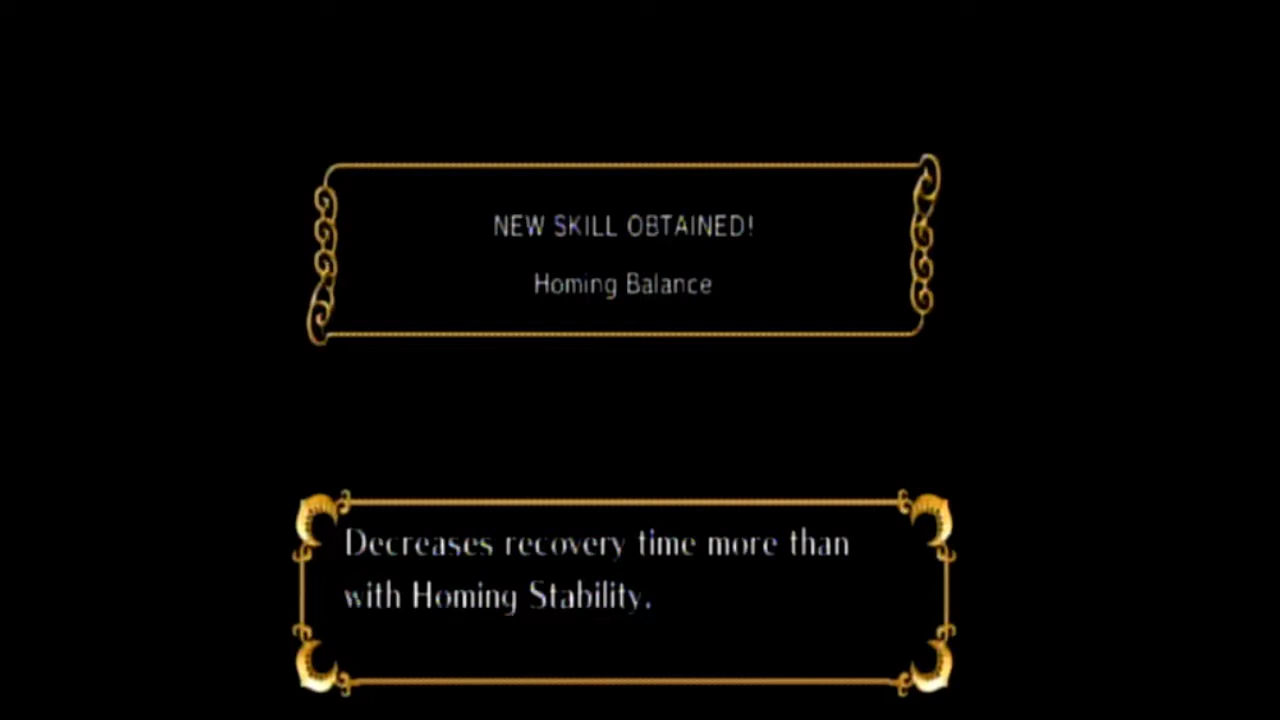 NEW SKILL OBTAINED!
Homing Balance
Decreases recovery time more than
with Homing Stability.